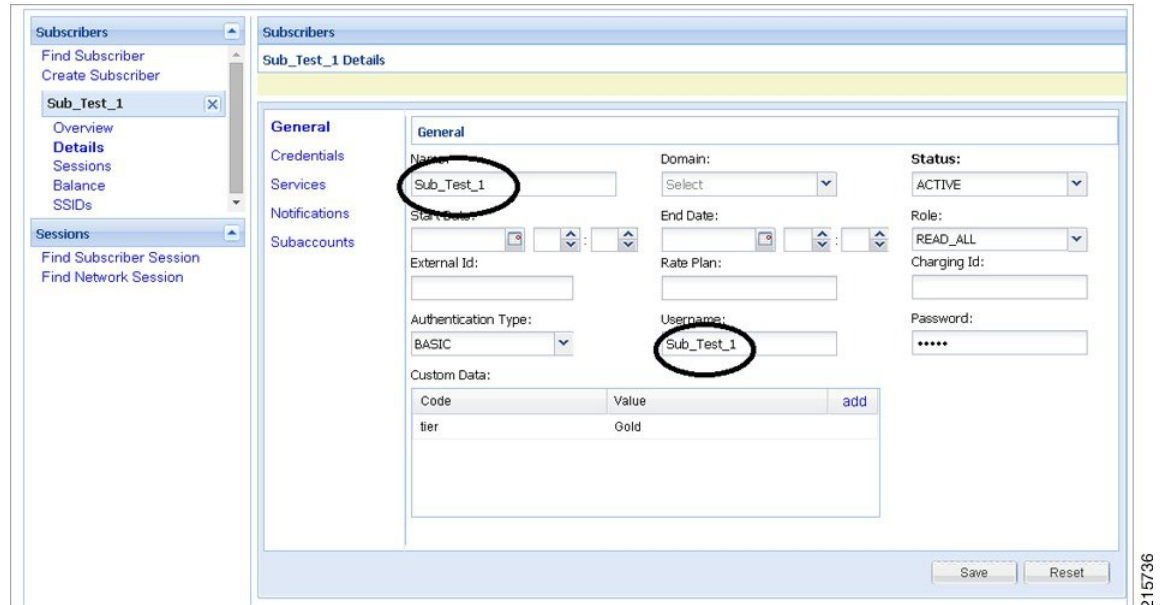 Subscribers
Find Subscriber
Create Subscriber
Sub_Test_1
Overview
Details
Sessions
Balance
SSIDs
Sessions
Find Subscriber Session
Find Network Session
Subscribers
Sub_Test_1 Details
General
Credentials
Services
Notifications
Subaccounts
General
Name: Domain: Status:
Sub_Test_1 Select ACTIVE
Start Date: End Date: Role:
: : READ_ALL
External Id: Rate Plan: Charging Id:
Authentication Type: Username: Password:
BASIC Sub_Test_1 •••••
Custom Data:
Code Value add
tier Gold
Save Reset
215736